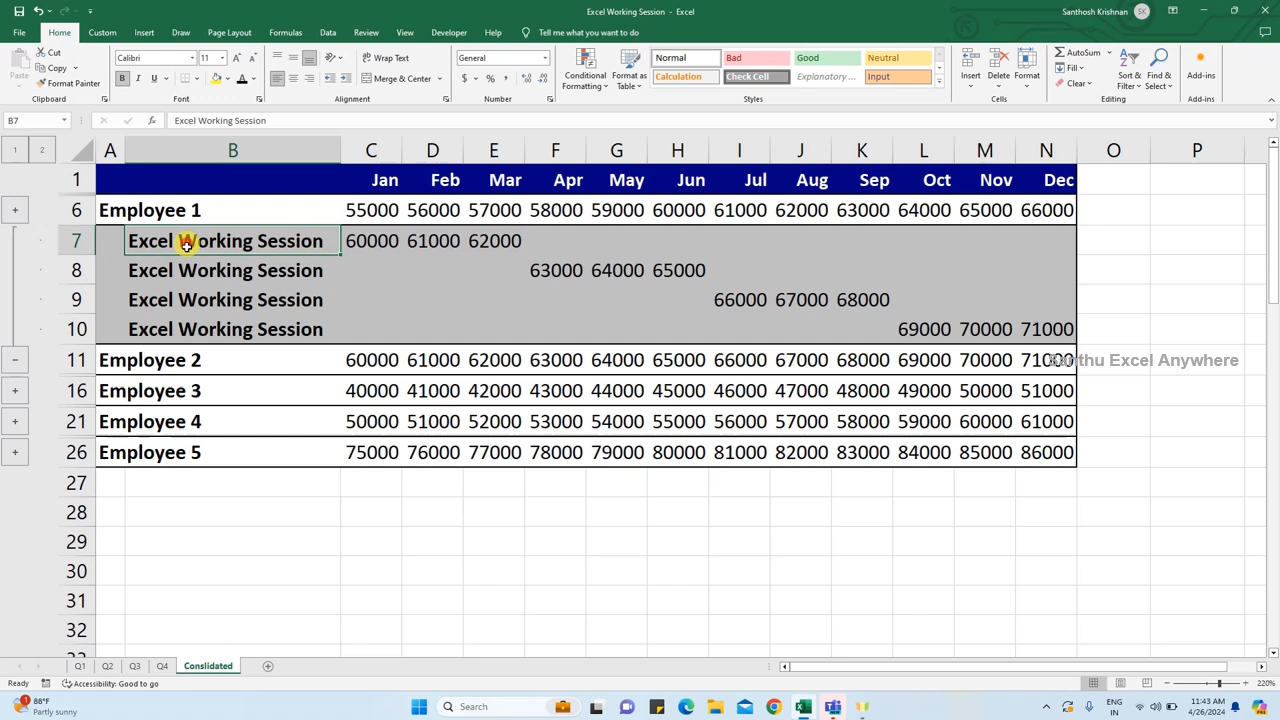 Excel Working Session - Excel
Santhosh Krishnan SK
File Home Custom Insert Draw Page Layout Formulas Data Review View Developer Help Tell me what you want to do
Paste Cut Copy Format Painter Clipboard
Calibri 11 B I U A Font
Wrap Text Merge & Center Alignment
General $ % Number
Conditional Formatting Format as Table
Normal Bad Good Neutral
Calculation Check Cell Explanatory ... Input
Styles
Insert Delete Format Cells
AutoSum Fill Clear Sort & Filter Find & Select Editing
Add-ins Add-ins
B7 fx Excel Working Session
1 2 A B C D E F G H I J K L M N O P
1 Jan Feb Mar Apr May Jun Jul Aug Sep Oct Nov Dec
6 Employee 1 55000 56000 57000 58000 59000 60000 61000 62000 63000 64000 65000 66000
7 Excel Working Session 60000 61000 62000
8 Excel Working Session 63000 64000 65000
9 Excel Working Session 66000 67000 68000
10 Excel Working Session 69000 70000 71000
11 Employee 2 60000 61000 62000 63000 64000 65000 66000 67000 68000 69000 70000 71000
Santhu Excel Anywhere
16 Employee 3 40000 41000 42000 43000 44000 45000 46000 47000 48000 49000 50000 51000
21 Employee 4 50000 51000 52000 53000 54000 55000 56000 57000 58000 59000 60000 61000
26 Employee 5 75000 76000 77000 78000 79000 80000 81000 82000 83000 84000 85000 86000
27
28
29
30
31
32
Q1 Q2 Q3 Q4 Conslidated
Ready Accessibility: Good to go 220%
88°F
Partly sunny
Search
ENG
IN
11:43 AM
4/26/2024